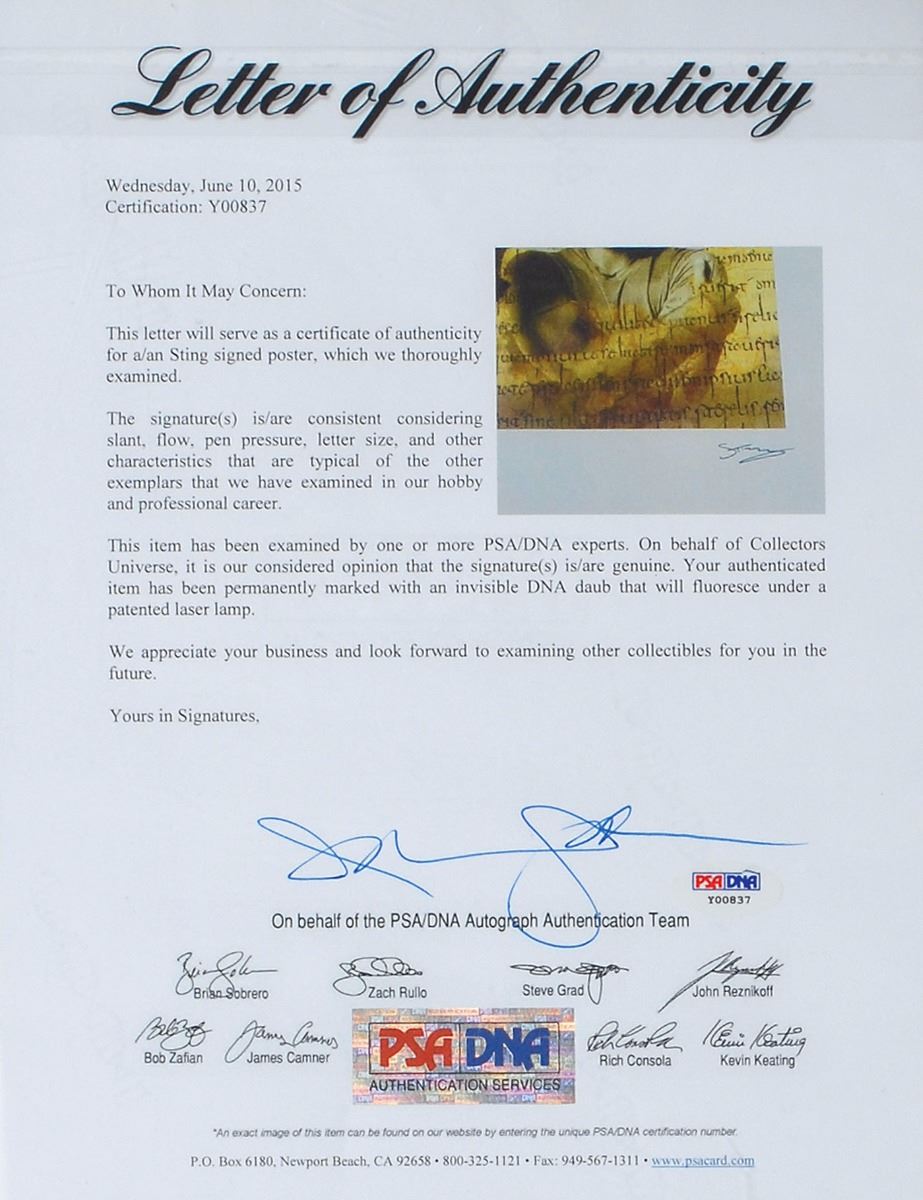 Letter of Authenticity
Wednesday, June 10, 2015
Certification: Y00837
To Whom It May Concern:
This letter will serve as a certificate of authenticity
for a/an Sting signed poster, which we thoroughly
examined.
The signature(s) is/are consistent considering
slant, flow, pen pressure, letter size, and other
characteristics that are typical of the other
exemplars that we have examined in our hobby
and professional career.
This item has been examined by one or more PSA/DNA experts. On behalf of Collectors
Universe, it is our considered opinion that the signature(s) is/are genuine. Your authenticated
item has been permanently marked with an invisible DNA daub that will fluoresce under a
patented laser lamp.
We appreciate your business and look forward to examining other collectibles for you in the
future.
Yours in Signatures,
PSA DNA
Y00837
On behalf of the PSA/DNA Autograph Authentication Team
Brian Sobrero
Zach Rullo
Steve Grad
John Reznikoff
Bob Zafian
James Camner
Rich Consola
Kevin Keating
PSA DNA
AUTHENTICATION SERVICES
*An exact image of this item can be found on our website by entering the unique PSA/DNA certification number.
P.O. Box 6180, Newport Beach, CA 92658 • 800-325-1121 • Fax: 949-567-1311 • www.psacard.com